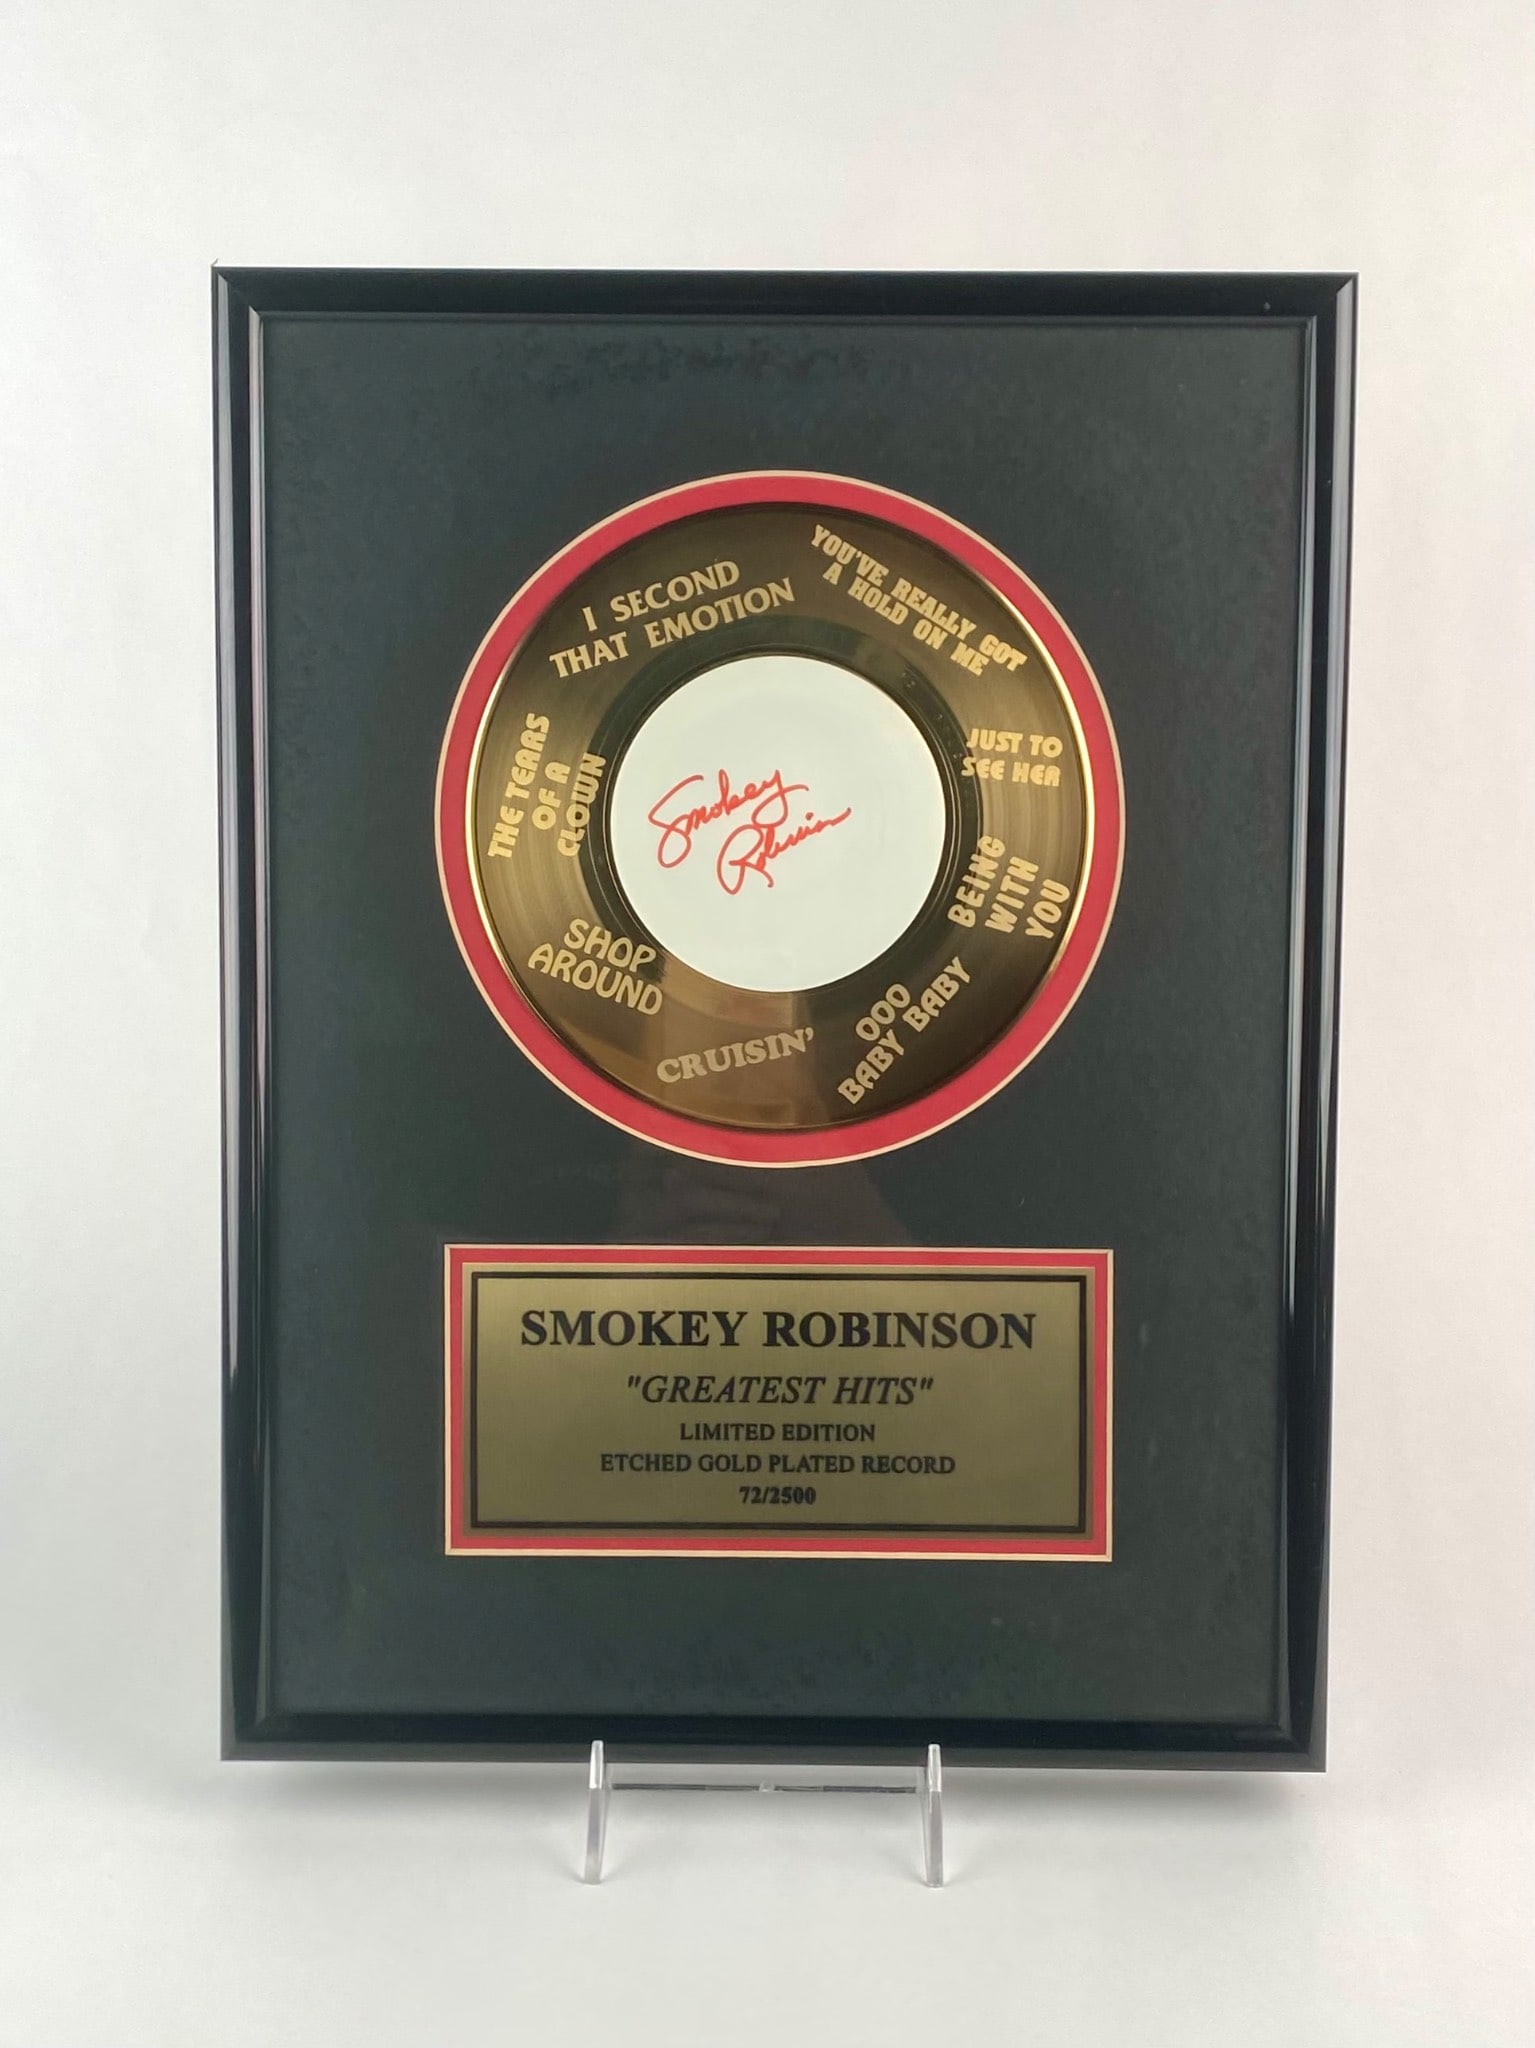 I SECOND
THAT EMOTION
YOU'VE REALLY GOT
A HOLD ON ME
JUST TO
SEE HER
BEING
WITH
YOU
OOO
BABY BABY
CRUISIN'
SHOP
AROUND
THE TEARS
OF A
CLOWN
Smokey
Robinson
SMOKEY ROBINSON
"GREATEST HITS"
LIMITED EDITION
ETCHED GOLD PLATED RECORD
72/2500